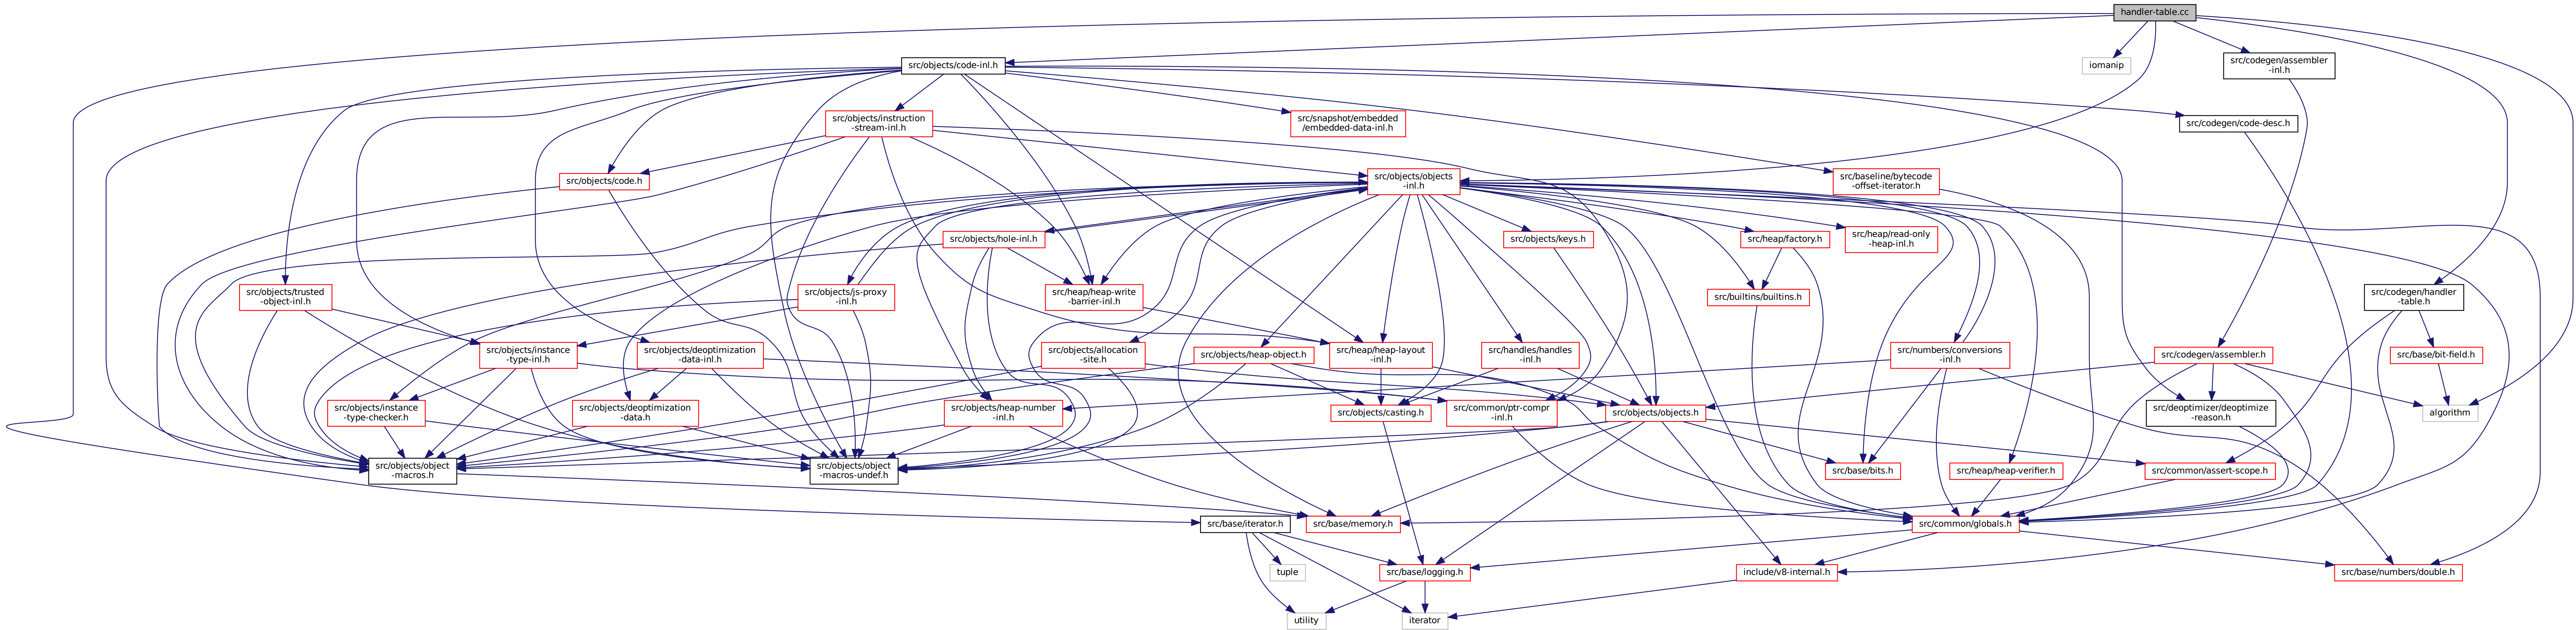 handler-table.cc
src/objects/code-inl.h
iomanip
src/codegen/assembler
-inl.h
src/objects/instruction
-stream-inl.h
src/snapshot/embedded
/embedded-data-inl.h
src/codegen/code-desc.h
src/objects/code.h
src/objects/objects
-inl.h
src/baseline/bytecode
-offset-iterator.h
src/objects/hole-inl.h
src/objects/keys.h
src/heap/factory.h
src/heap/read-only
-heap-inl.h
src/objects/trusted
-object-inl.h
src/objects/js-proxy
-inl.h
src/heap/heap-write
-barrier-inl.h
src/builtins/builtins.h
src/codegen/handler
-table.h
src/objects/instance
-type-inl.h
src/objects/deoptimization
-data-inl.h
src/objects/allocation
-site.h
src/objects/heap-object.h
src/heap/heap-layout
-inl.h
src/handles/handles
-inl.h
src/numbers/conversions
-inl.h
src/codegen/assembler.h
src/base/bit-field.h
src/objects/instance
-type-checker.h
src/objects/deoptimization
-data.h
src/objects/heap-number
-inl.h
src/objects/casting.h
src/common/ptr-compr
-inl.h
src/objects/objects.h
src/deoptimizer/deoptimize
-reason.h
algorithm
src/objects/object
-macros.h
src/objects/object
-macros-undef.h
src/base/bits.h
src/heap/heap-verifier.h
src/common/assert-scope.h
src/base/iterator.h
src/base/memory.h
src/common/globals.h
tuple
src/base/logging.h
include/v8-internal.h
src/base/numbers/double.h
utility
iterator